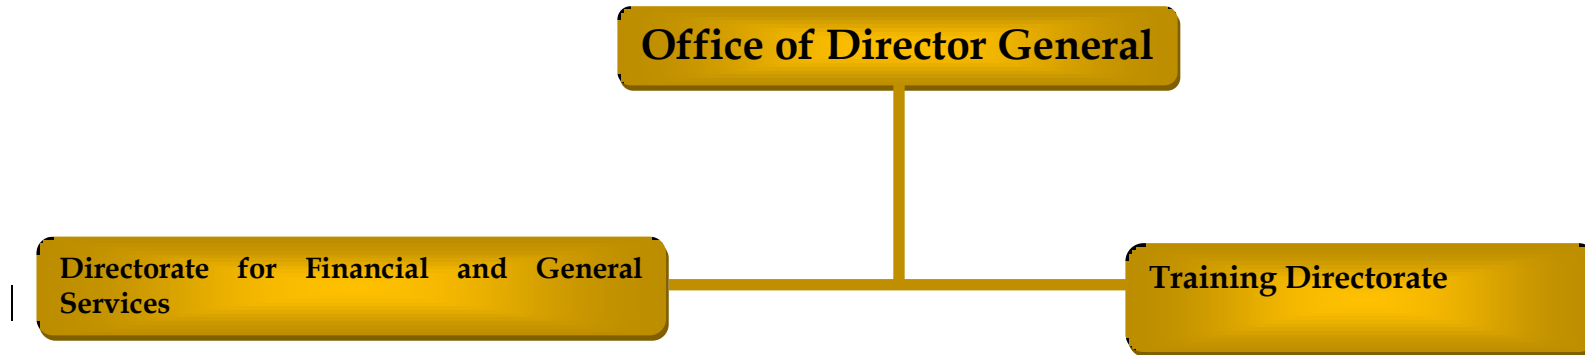 Office of Director General
Directorate for Financial and General
Services
Training Directorate